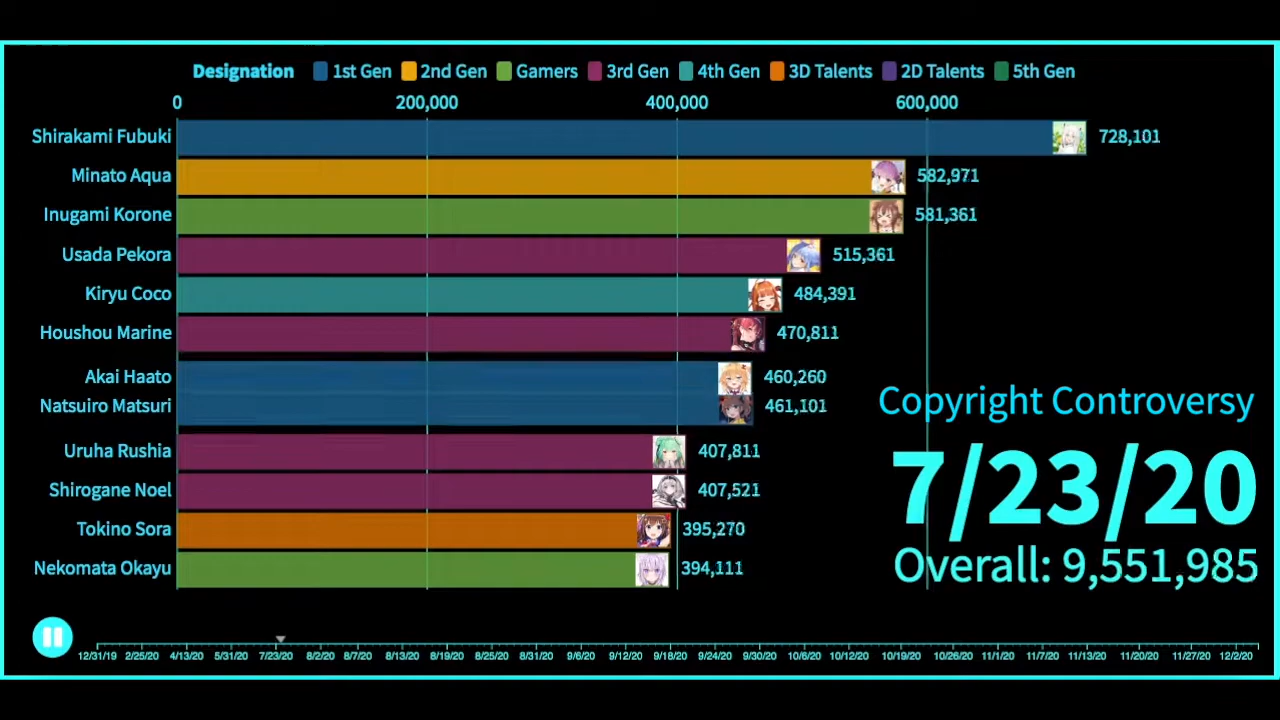 Designation 1st Gen 2nd Gen Gamers 3rd Gen 4th Gen 3D Talents 2D Talents 5th Gen
0 200,000 400,000 600,000
Shirakami Fubuki 728,101
Minato Aqua 582,971
Inugami Korone 581,361
Usada Pekora 515,361
Kiryu Coco 484,391
Houshou Marine 470,811
Akai Haato 460,260
Natsuiro Matsuri 461,101
Copyright Controversy
Uruha Rushia 407,811
Shirogane Noel 407,521
7/23/20
Tokino Sora 395,270
Nekomata Okayu 394,111
Overall: 9,551,985
12/31/19 2/25/20 4/13/20 5/31/20 7/23/20 8/2/20 8/7/20 8/13/20 8/19/20 8/25/20 8/31/20 9/6/20 9/12/20 9/18/20 9/24/20 9/30/20 10/6/20 10/12/20 10/19/20 10/26/20 11/1/20 11/7/20 11/13/20 11/20/20 11/27/20 12/2/20